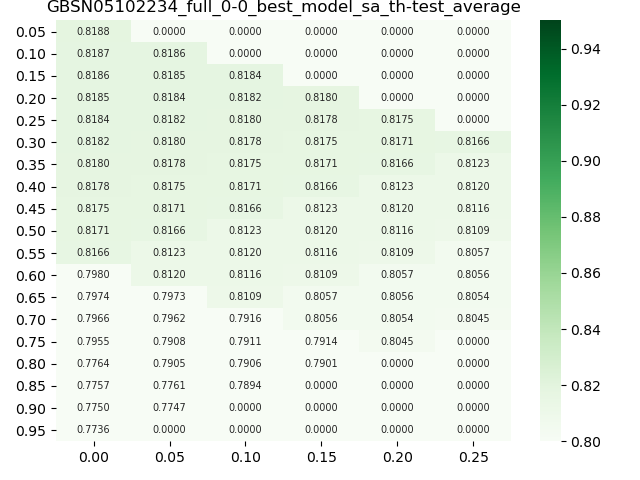 GBSN05102234_full_0-0_best_model_sa_th-test_average
0.05 0.8188 0.0000 0.0000 0.0000 0.0000 0.0000
0.10 0.8187 0.8186 0.0000 0.0000 0.0000 0.0000
0.15 0.8186 0.8185 0.8184 0.0000 0.0000 0.0000
0.20 0.8185 0.8184 0.8182 0.8180 0.0000 0.0000
0.25 0.8184 0.8182 0.8180 0.8178 0.8175 0.0000
0.30 0.8182 0.8180 0.8178 0.8175 0.8171 0.8166
0.35 0.8180 0.8178 0.8175 0.8171 0.8166 0.8123
0.40 0.8178 0.8175 0.8171 0.8166 0.8123 0.8120
0.45 0.8175 0.8171 0.8166 0.8123 0.8120 0.8116
0.50 0.8171 0.8166 0.8123 0.8120 0.8116 0.8109
0.55 0.8166 0.8123 0.8120 0.8116 0.8109 0.8057
0.60 0.7980 0.8120 0.8116 0.8109 0.8057 0.8056
0.65 0.7974 0.7973 0.8109 0.8057 0.8056 0.8054
0.70 0.7966 0.7962 0.7916 0.8056 0.8054 0.8045
0.75 0.7955 0.7908 0.7911 0.7914 0.8045 0.0000
0.80 0.7764 0.7905 0.7906 0.7901 0.0000 0.0000
0.85 0.7757 0.7761 0.7894 0.0000 0.0000 0.0000
0.90 0.7750 0.7747 0.0000 0.0000 0.0000 0.0000
0.95 0.7736 0.0000 0.0000 0.0000 0.0000 0.0000
0.00 0.05 0.10 0.15 0.20 0.25
0.94
0.92
0.90
0.88
0.86
0.84
0.82
0.80